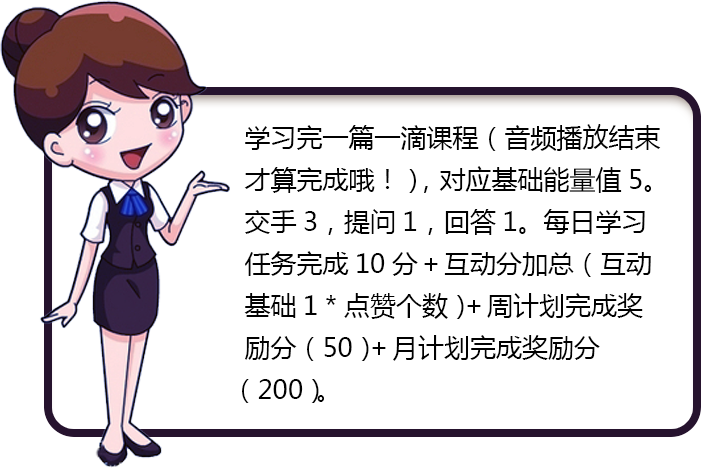 学习完一篇一滴课程（音频播放结束
才算完成哦！），对应基础能量值 5。
交手 3，提问 1，回答 1。每日学习
任务完成 10 分 + 互动分加总（互动
基础 1 * 点赞个数）+ 周计划完成奖
励分（50）+ 月计划完成奖励分
（200）。